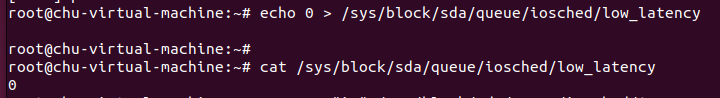 root@chu-virtual-machine:~# echo 0 > /sys/block/sda/queue/iosched/low_latency
root@chu-virtual-machine:~#
root@chu-virtual-machine:~# cat /sys/block/sda/queue/iosched/low_latency
0